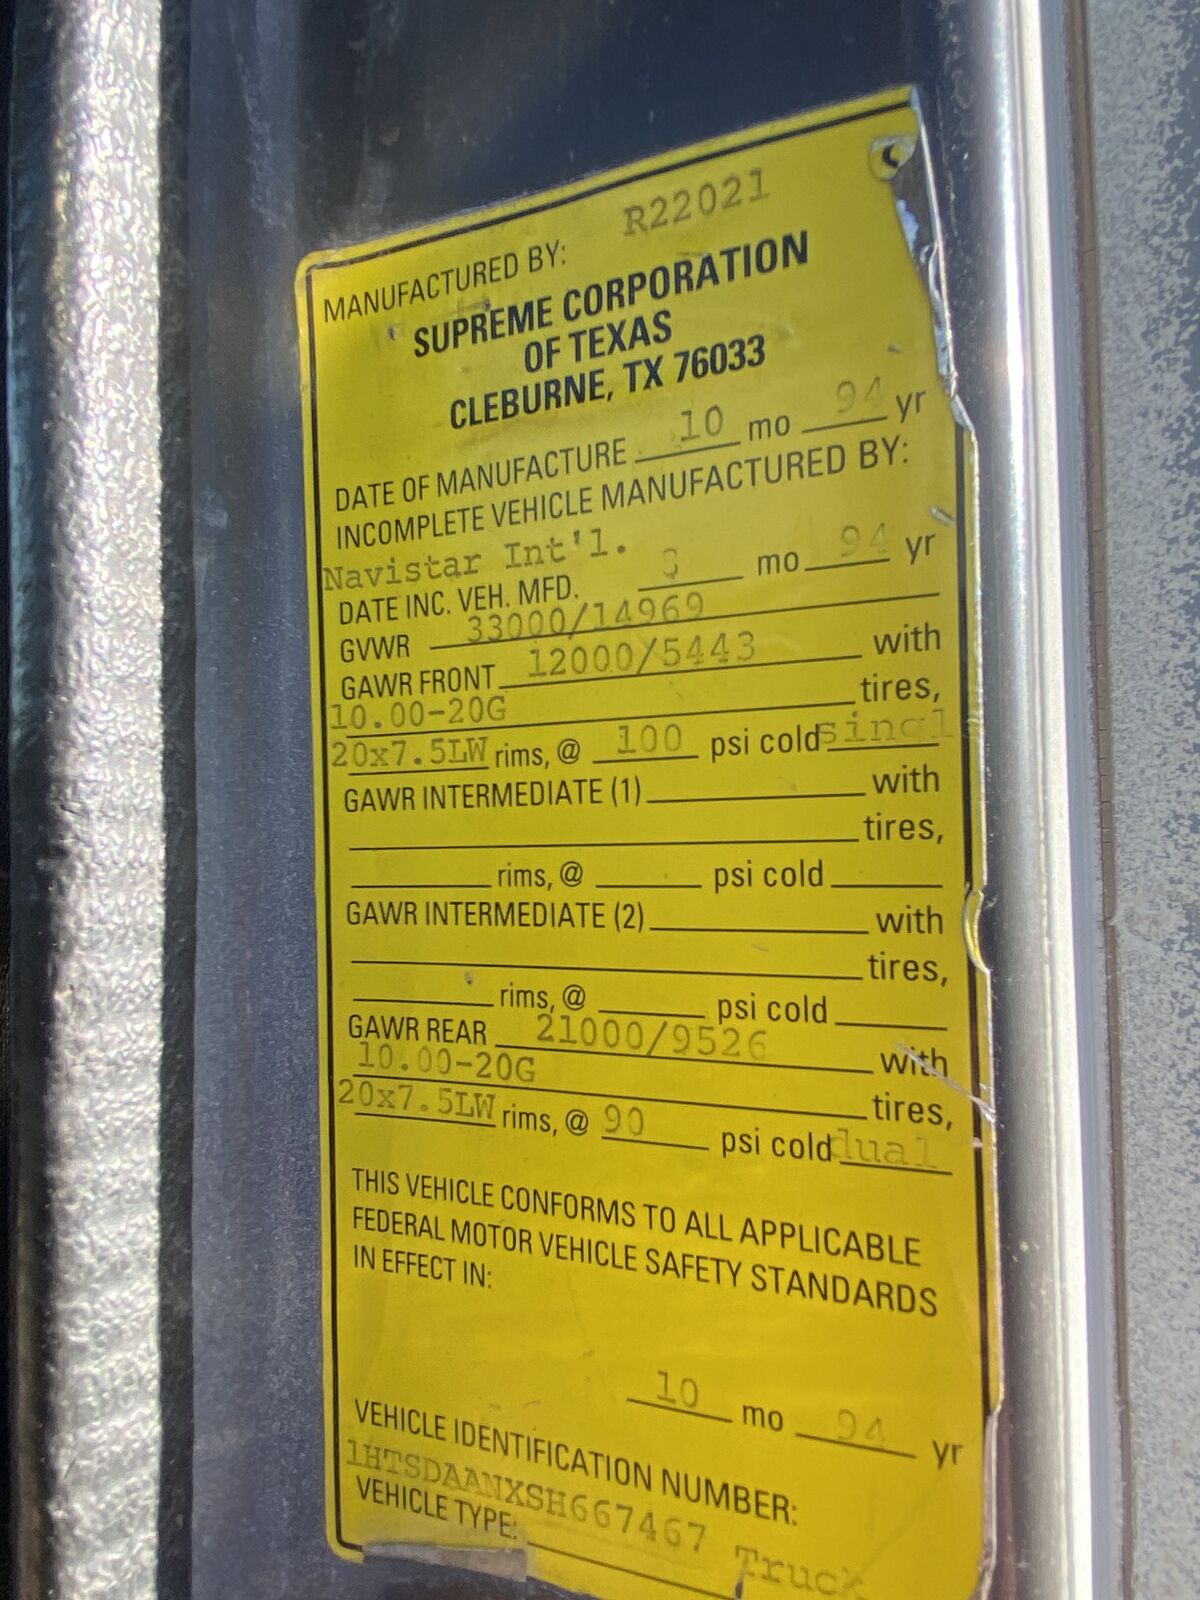 R22021
MANUFACTURED BY:
SUPREME CORPORATION
OF TEXAS
CLEBURNE, TX 76033
DATE OF MANUFACTURE 10 mo 94 yr
INCOMPLETE VEHICLE MANUFACTURED BY:
Navistar Int'l.
DATE INC. VEH. MFD. mo 94 yr
GVWR 33000/14969
GAWR FRONT 12000/5443 with
10.00-20G tires,
20x7.5LW rims, @ 100 psi cold singl
GAWR INTERMEDIATE (1) with
tires,
rims, @ psi cold
GAWR INTERMEDIATE (2) with
tires,
rims, @ psi cold
GAWR REAR 21000/9526 with
10.00-20G tires,
20x7.5LW rims, @ 90 psi cold dual
THIS VEHICLE CONFORMS TO ALL APPLICABLE
FEDERAL MOTOR VEHICLE SAFETY STANDARDS
IN EFFECT IN:
10 mo 94 yr
VEHICLE IDENTIFICATION NUMBER:
1HTSDAANXSH667467
VEHICLE TYPE: Truck